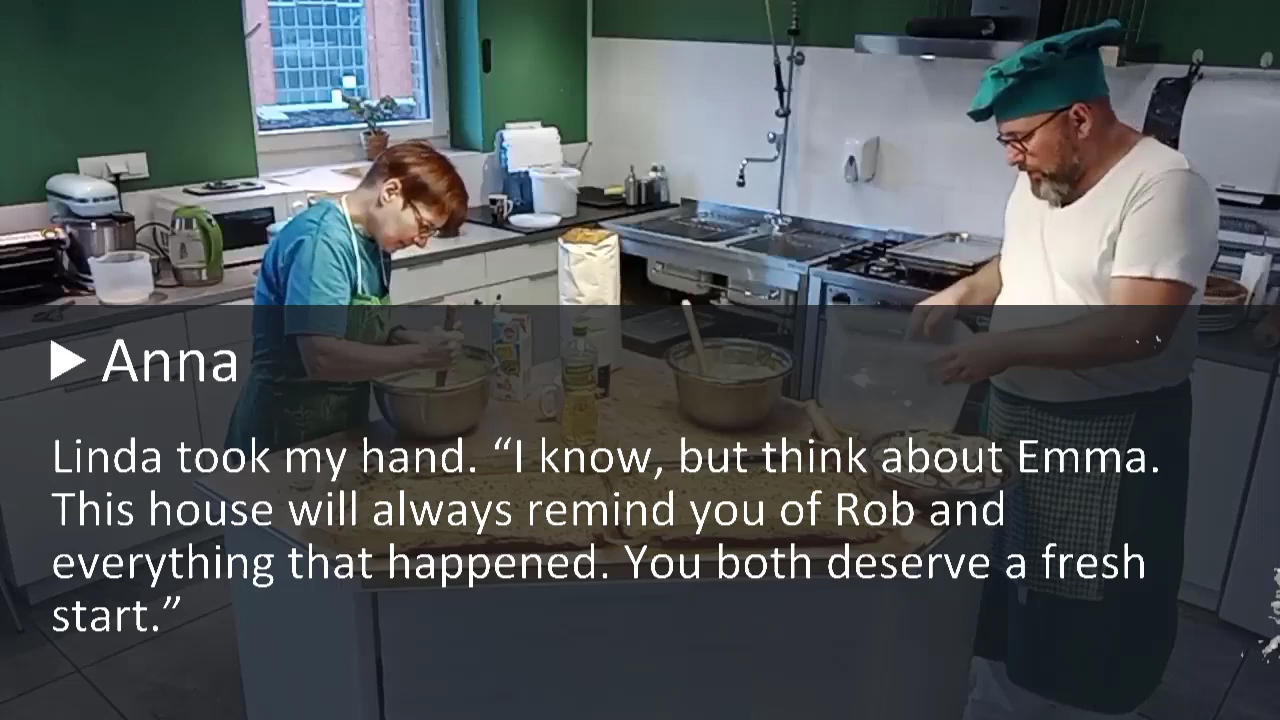 ▶ Anna
Linda took my hand. “I know, but think about Emma.
This house will always remind you of Rob and
everything that happened. You both deserve a fresh
start.”